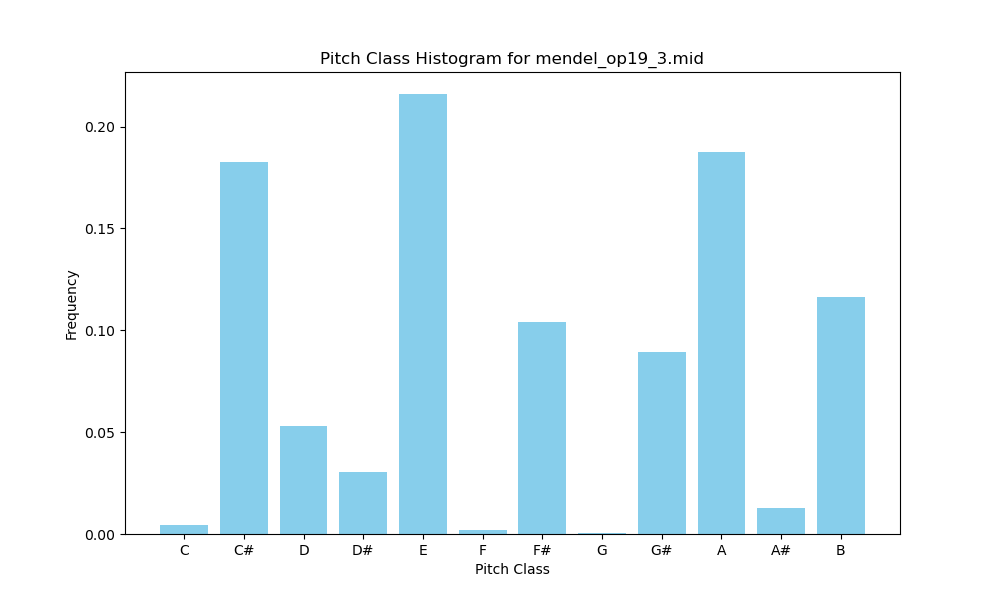 Pitch Class Histogram for mendel_op19_3.mid
Frequency
0.20
0.15
0.10
0.05
0.00
C C# D D# E F F# G G# A A# B
Pitch Class